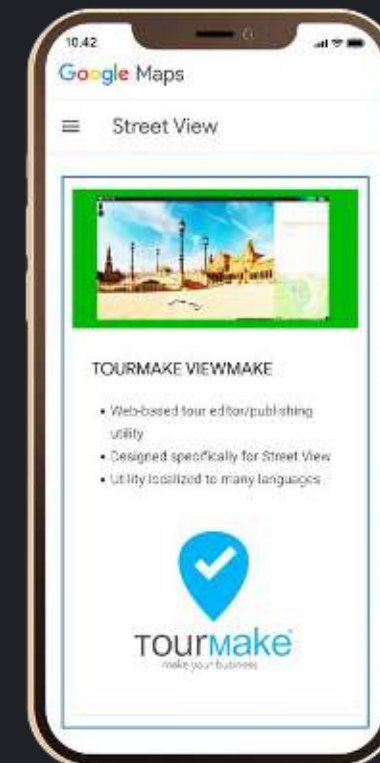 10.42
Google Maps
Street View
TOURMAKE VIEWMAKE
• Web-based tour editor/publishing
utility
• Designed specifically for Street View
• Utility localized to many languages
TourMake
make your business